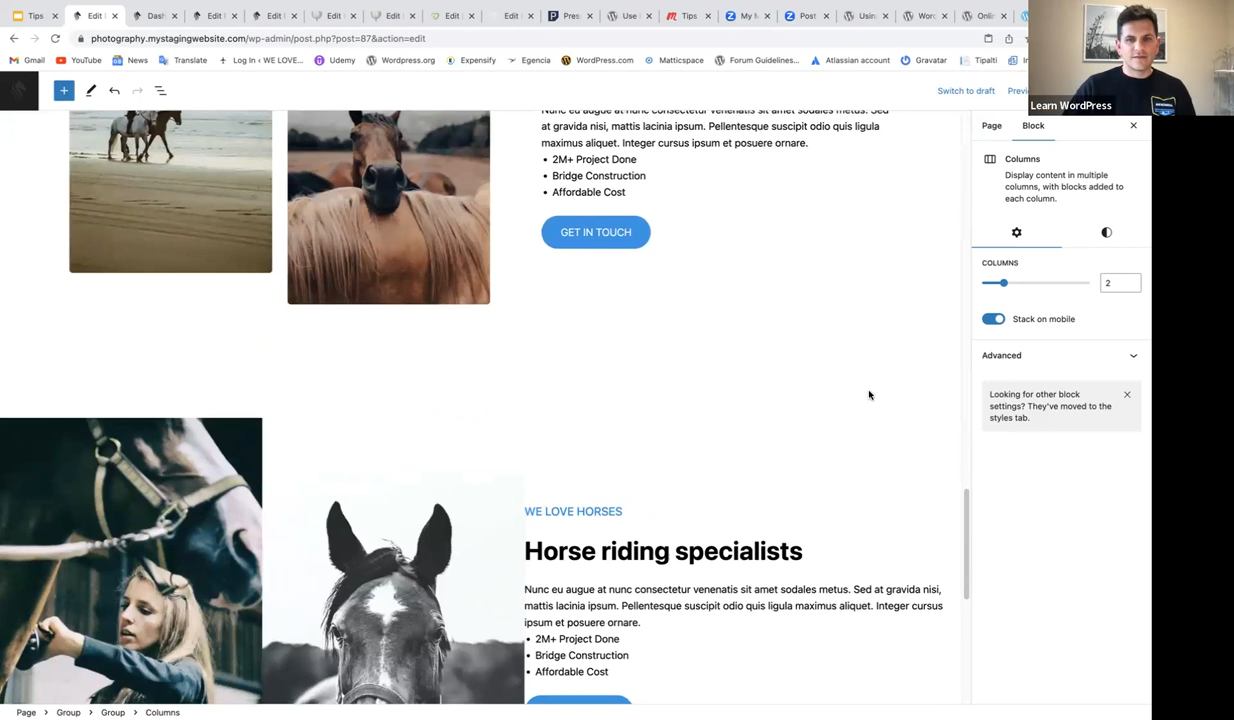 Tips
Edit
Dash
Edit
Edit
Edit
Edit
Edit
Edit
Pres
Use
Tips
My M
Post
Usin
Word
Onlin
photography.mystagingwebsite.com/wp-admin/post.php?post=87&action=edit
Gmail
YouTube
News
Translate
Log In ‹ WE LOVE...
Udemy
Wordpress.org
Expensify
Egencia
WordPress.com
Matticspace
Forum Guidelines...
Atlassian account
Gravatar
Tipalti
Learn WordPress
Switch to draft
Page
Block
Nunc eu augue at nunc consectetur venenatis sit amet sodales metus. Sed
at gravida nisi, mattis lacinia ipsum. Pellentesque suscipit odio quis ligula
maximus aliquet. Integer cursus ipsum et posuere ornare.
• 2M+ Project Done
• Bridge Construction
• Affordable Cost
GET IN TOUCH
Columns
Display content in multiple
columns, with blocks added to
each column.
COLUMNS
2
Stack on mobile
Advanced
Looking for other block
settings? They've moved to the
styles tab.
WE LOVE HORSES
Horse riding specialists
Nunc eu augue at nunc consectetur venenatis sit amet sodales metus. Sed at gravida nisi,
mattis lacinia ipsum. Pellentesque suscipit odio quis ligula maximus aliquet. Integer cursus
ipsum et posuere ornare.
• 2M+ Project Done
• Bridge Construction
• Affordable Cost
Page > Group > Group > Columns